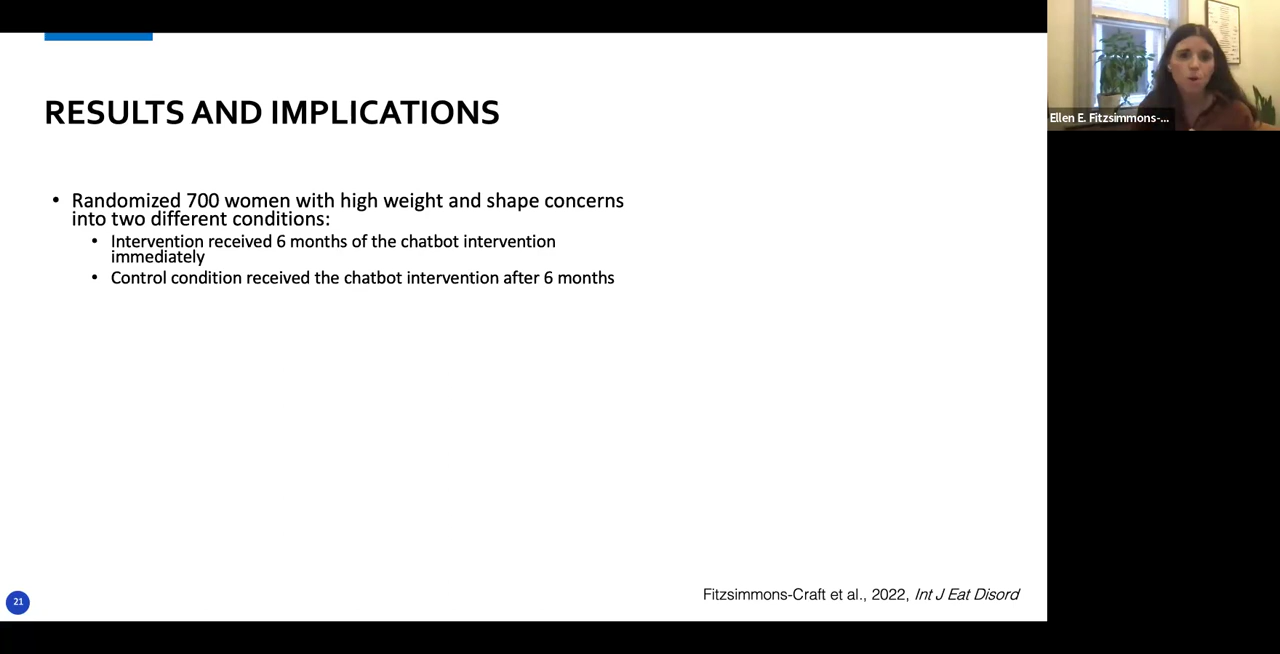 RESULTS AND IMPLICATIONS
• Randomized 700 women with high weight and shape concerns
into two different conditions:
• Intervention received 6 months of the chatbot intervention
immediately
• Control condition received the chatbot intervention after 6 months
Fitzsimmons-Craft et al., 2022, Int J Eat Disord
21
Ellen E. Fitzsimmons-...